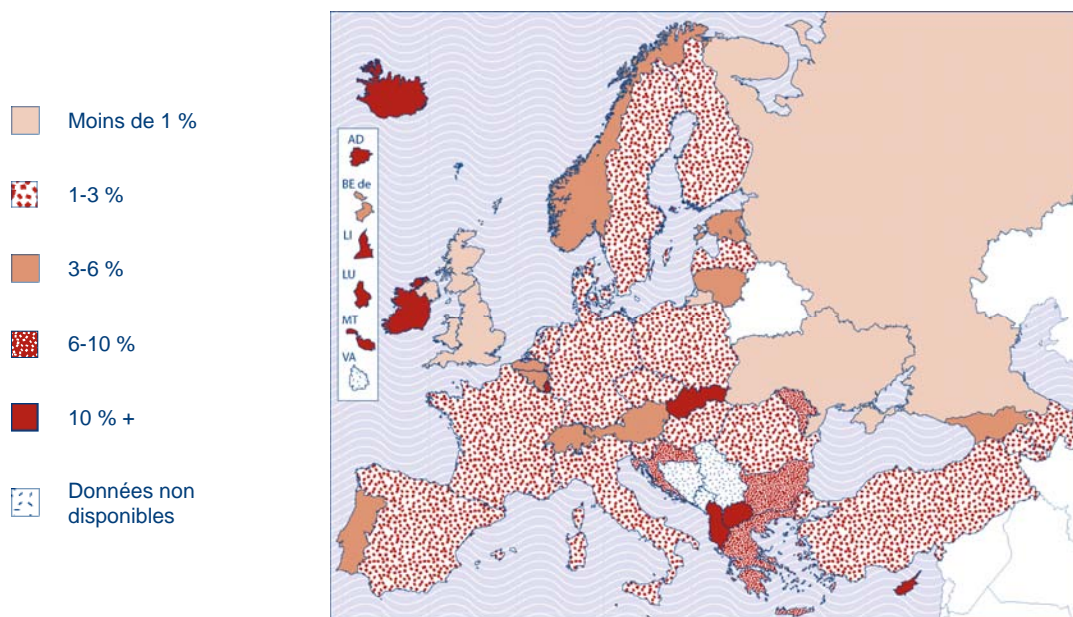 Moins de 1 %
1-3 %
3-6 %
6-10 %
10 % +
Données non
disponibles
AD
BE de
LI
LU
MT
VA